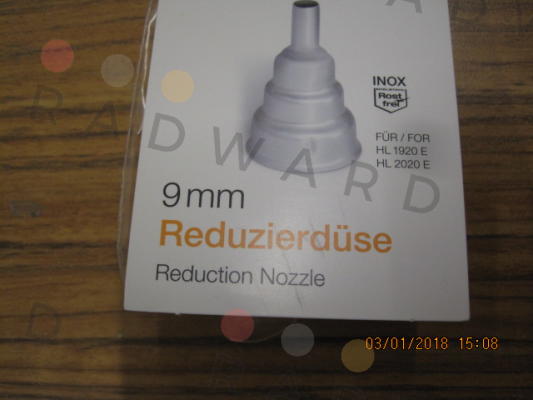 INOX
Rost
frei
FÜR / FOR
HL 1920 E
HL 2020 E
RADWARD
9 mm
Reduzierdüse
Reduction Nozzle
03/01/2018 15:08